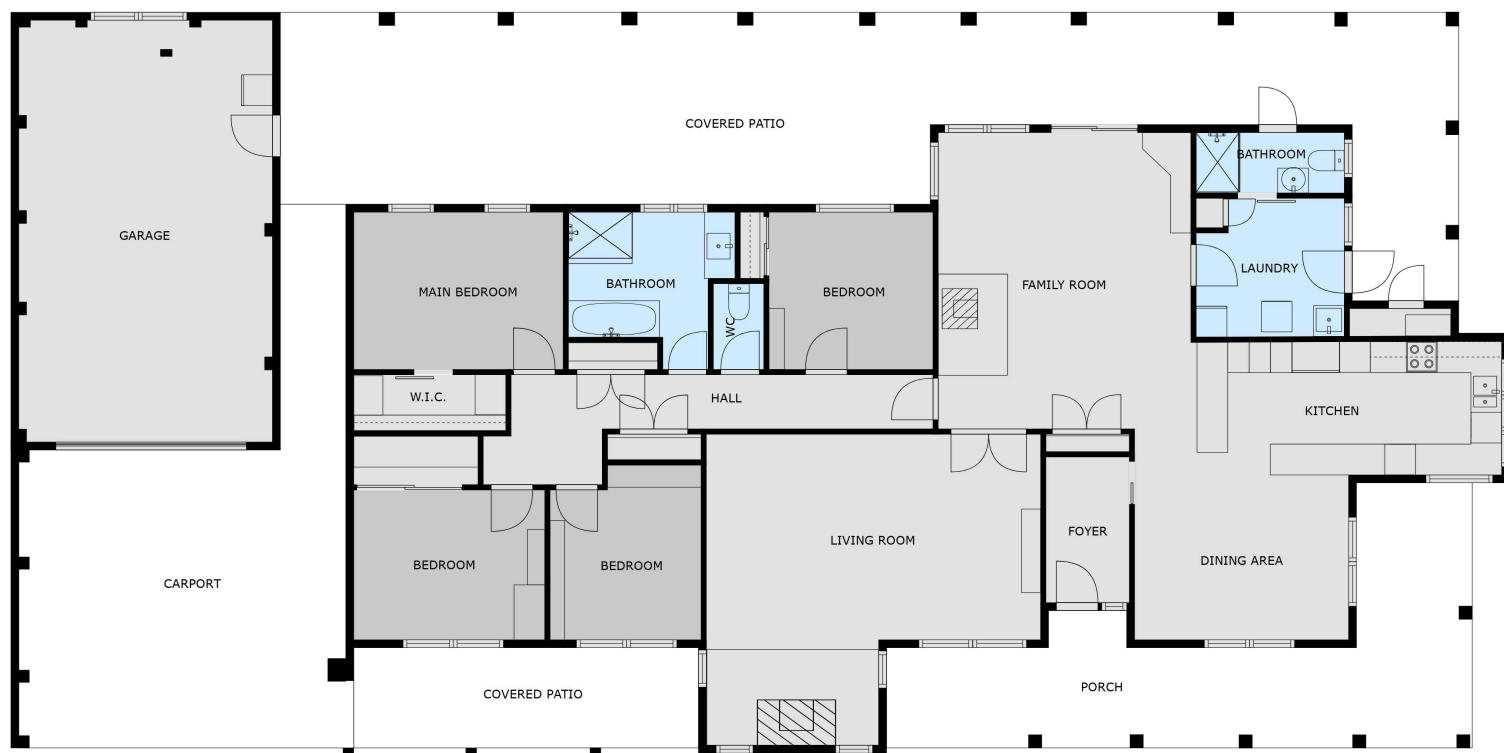 COVERED PATIO
BATHROOM
GARAGE
LAUNDRY
MAIN BEDROOM
BATHROOM
WC
BEDROOM
FAMILY ROOM
W.I.C.
HALL
KITCHEN
BEDROOM
BEDROOM
LIVING ROOM
FOYER
DINING AREA
CARPORT
COVERED PATIO
PORCH